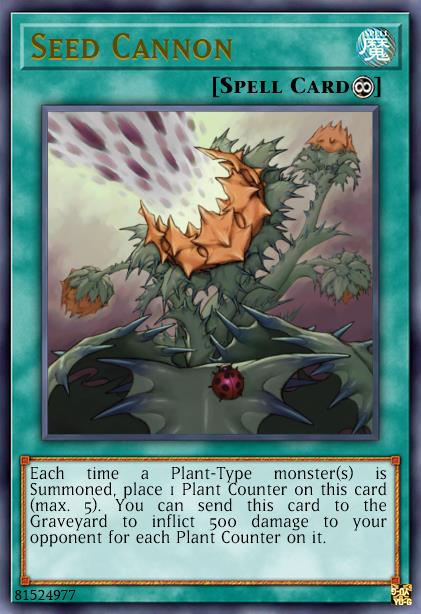 SEED CANNON
SPELL
魔
[SPELL CARD]
Each time a Plant-Type monster(s) is
Summoned, place 1 Plant Counter on this card
(max. 5). You can send this card to the
Graveyard to inflict 500 damage to your
opponent for each Plant Counter on it.
81524977